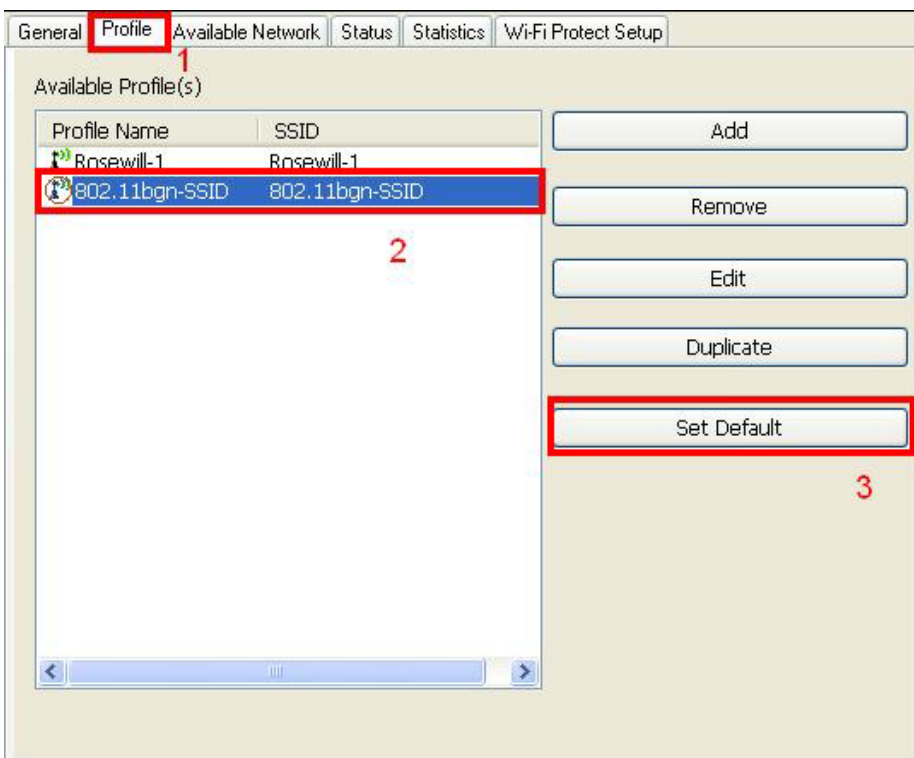 General Profile Available Network Status Statistics Wi-Fi Protect Setup
1
Available Profile(s)
Profile Name SSID
Rosewill-1 Rosewill-1
802.11bgn-SSID 802.11bgn-SSID
2
Add
Remove
Edit
Duplicate
Set Default
3